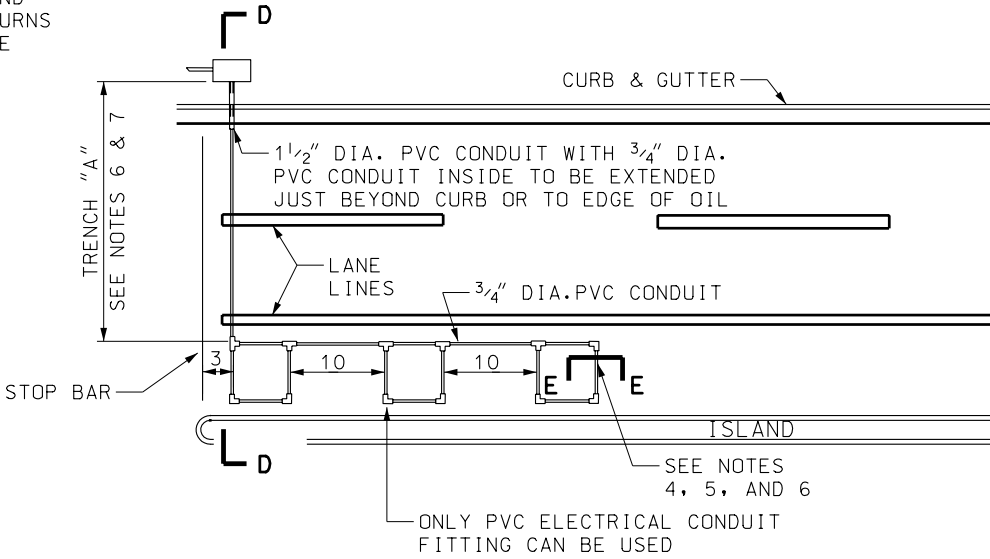 URNS
E
D
CURB & GUTTER
TRENCH "A"
SEE NOTES 6 & 7
1 1/2" DIA. PVC CONDUIT WITH 3/4" DIA.
PVC CONDUIT INSIDE TO BE EXTENDED
JUST BEYOND CURB OR TO EDGE OF OIL
LANE
LINES
3/4" DIA.PVC CONDUIT
3
10
10
STOP BAR
E
E
ISLAND
D
SEE NOTES
4, 5, AND 6
ONLY PVC ELECTRICAL CONDUIT
FITTING CAN BE USED